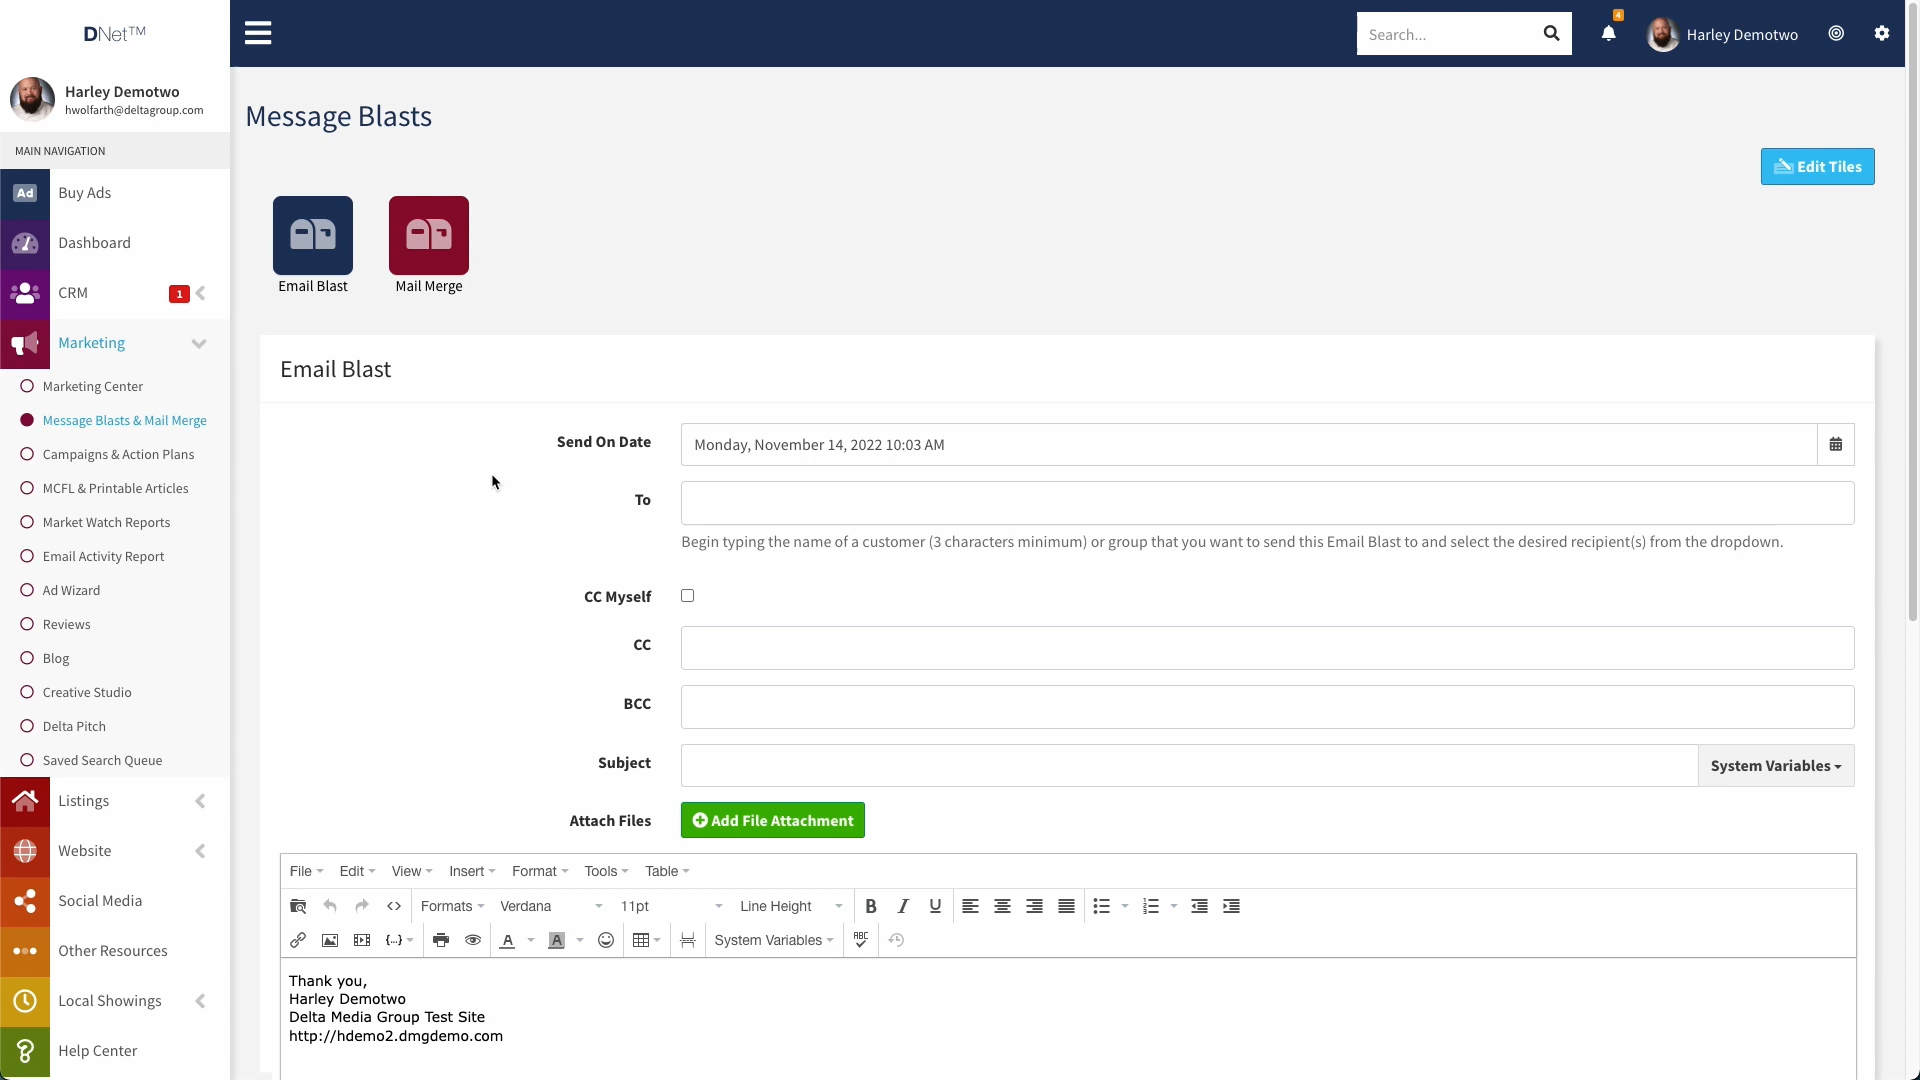 DNet™
Search...
4
Harley Demotwo
Harley Demotwo
hwolfarth@deltagroup.com
MAIN NAVIGATION
Ad
Buy Ads
Dashboard
CRM
1
Marketing
Marketing Center
Message Blasts & Mail Merge
Campaigns & Action Plans
MCFL & Printable Articles
Market Watch Reports
Email Activity Report
Ad Wizard
Reviews
Blog
Creative Studio
Delta Pitch
Saved Search Queue
Listings
Website
Social Media
Other Resources
Local Showings
Help Center
Message Blasts
Edit Tiles
Email Blast
Mail Merge
Email Blast
Send On Date
Monday, November 14, 2022 10:03 AM
To
Begin typing the name of a customer (3 characters minimum) or group that you want to send this Email Blast to and select the desired recipient(s) from the dropdown.
CC Myself
CC
BCC
Subject
System Variables
Attach Files
Add File Attachment
File Edit View Insert Format Tools Table
Formats Verdana 11pt Line Height B I U
{...} A A System Variables ABC
Thank you,
Harley Demotwo
Delta Media Group Test Site
http://hdemo2.dmgdemo.com